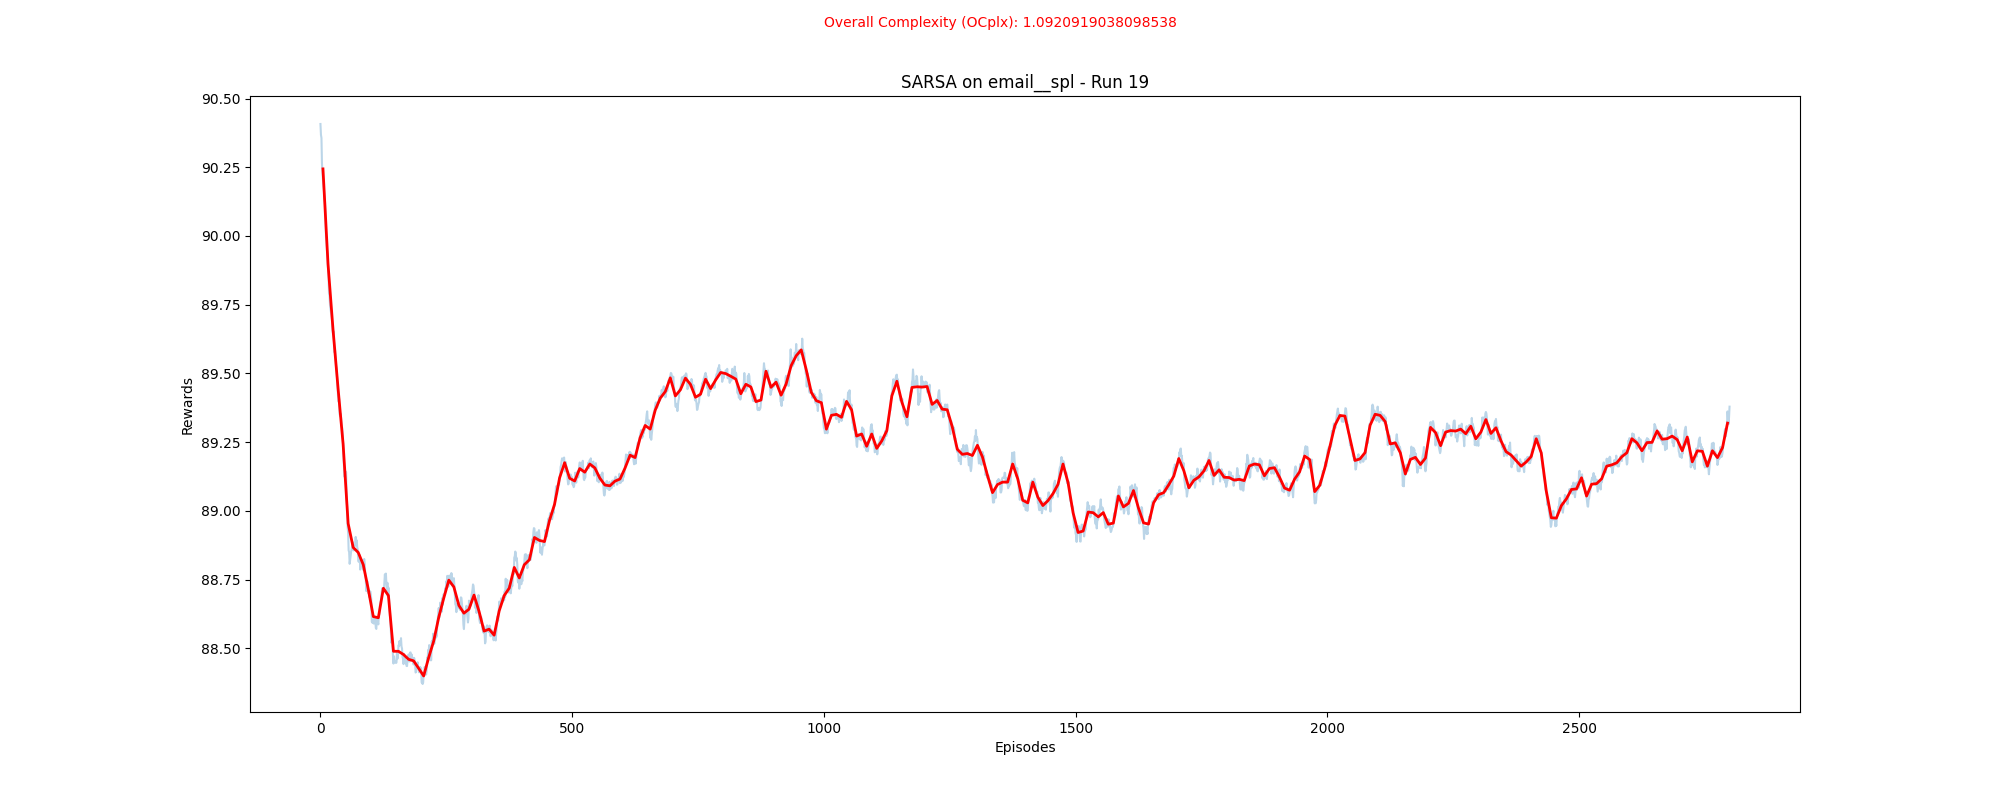 Overall Complexity (OCplx): 1.0920919038098538
SARSA on email__spl - Run 19
90.50
90.25
90.00
89.75
89.50
89.25
89.00
88.75
88.50
Rewards
0 500 1000 1500 2000 2500
Episodes